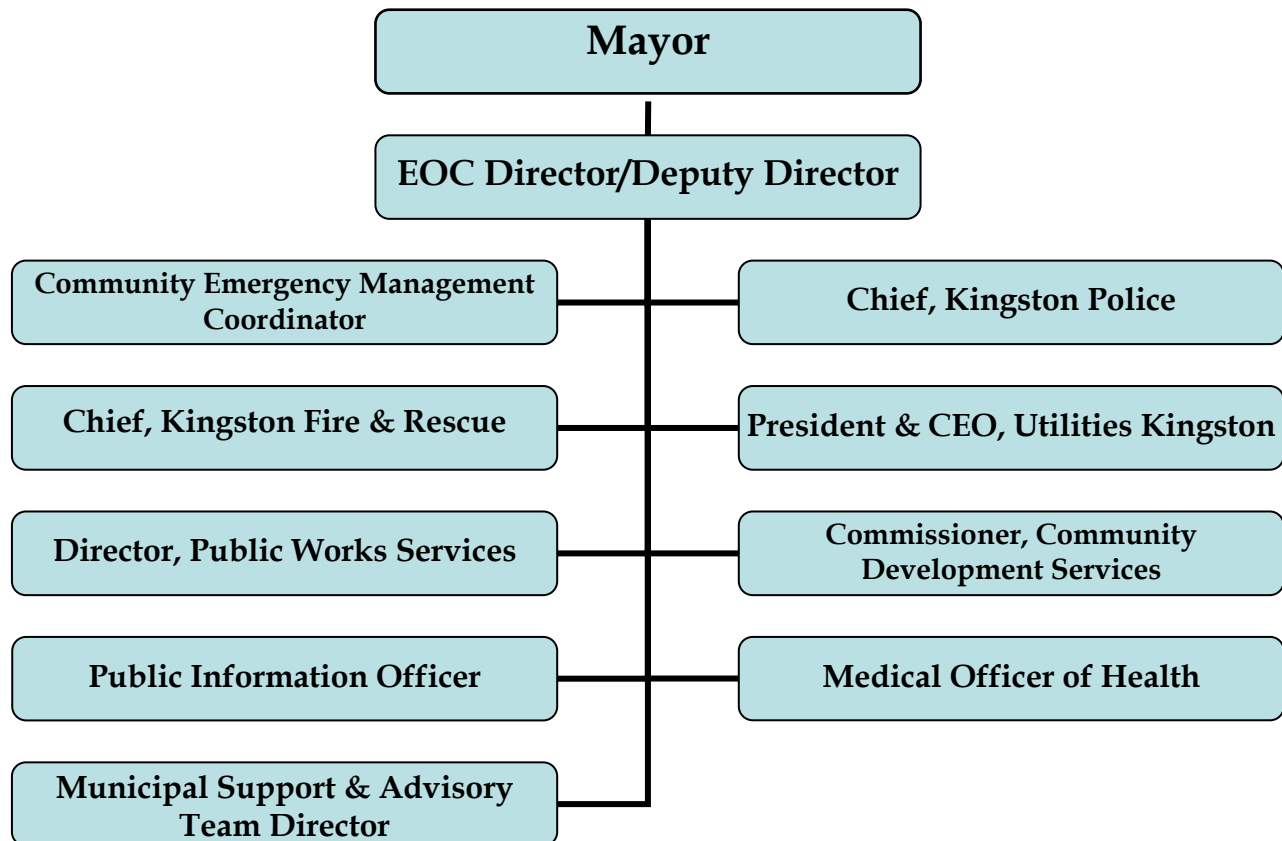 Mayor
EOC Director/Deputy Director
Community Emergency Management
Coordinator
Chief, Kingston Police
Chief, Kingston Fire & Rescue
President & CEO, Utilities Kingston
Director, Public Works Services
Commissioner, Community
Development Services
Public Information Officer
Medical Officer of Health
Municipal Support & Advisory
Team Director